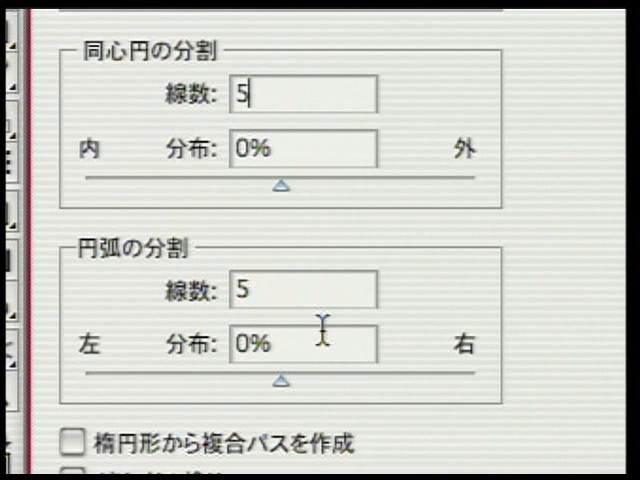 同心円の分割
線数: 5
内 分布: 0% 外
円弧の分割
線数: 5
左 分布: 0% 右
楕円形から複合パスを作成